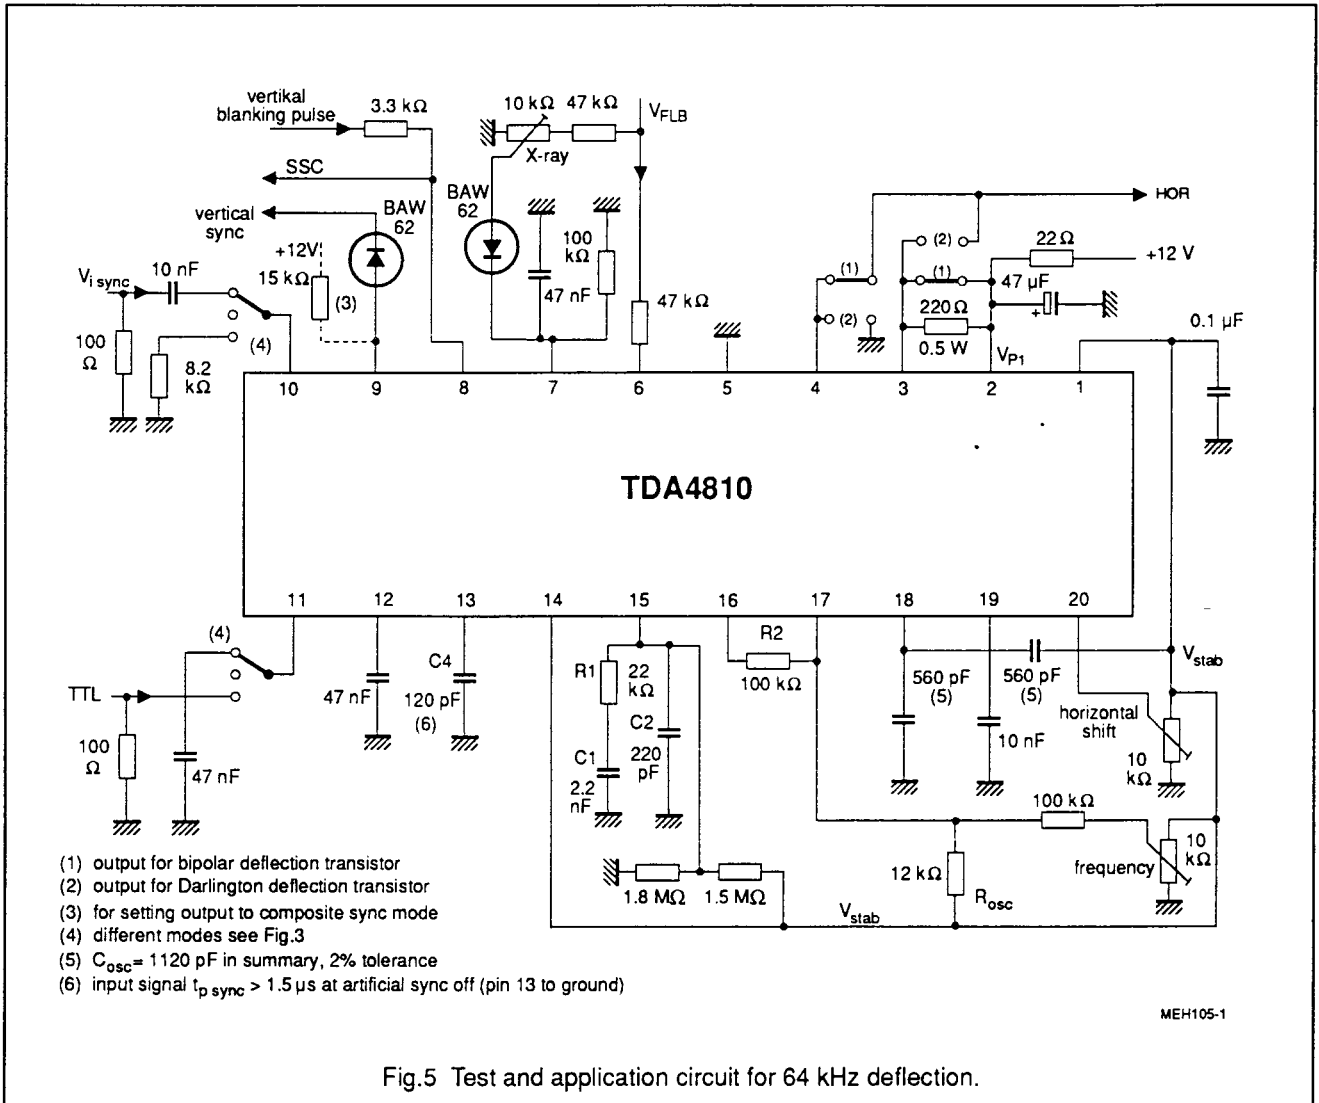 vertikal
blanking pulse
3.3 kΩ
10 kΩ
47 kΩ
V_FLB
X-ray
SSC
BAW
62
BAW
62
vertical
sync
HOR
+12V
15 kΩ
(3)
100
kΩ
47 nF
47 kΩ
(2)
(1)
(1)
(2)
22 Ω
+12 V
47 µF
+
220Ω
0.5 W
V_P1
0.1 µF
V_i sync
10 nF
100
Ω
8.2
kΩ
(4)
10
9
8
7
6
5
4
3
2
1
TDA4810
11
12
13
14
15
16
17
18
19
20
(4)
TTL
100
Ω
47 nF
47 nF
C4
120 pF
(6)
R1
22
kΩ
C2
220
pF
C1
2.2
nF
R2
100 kΩ
560 pF
(5)
560 pF
(5)
10 nF
V_stab
horizontal
shift
10
kΩ
100 kΩ
12 kΩ
R_osc
frequency
10
kΩ
1.8 MΩ
1.5 MΩ
V_stab
(1) output for bipolar deflection transistor
(2) output for Darlington deflection transistor
(3) for setting output to composite sync mode
(4) different modes see Fig.3
(5) C_osc= 1120 pF in summary, 2% tolerance
(6) input signal t_p sync > 1.5 µs at artificial sync off (pin 13 to ground)
MEH105-1
Fig.5 Test and application circuit for 64 kHz deflection.